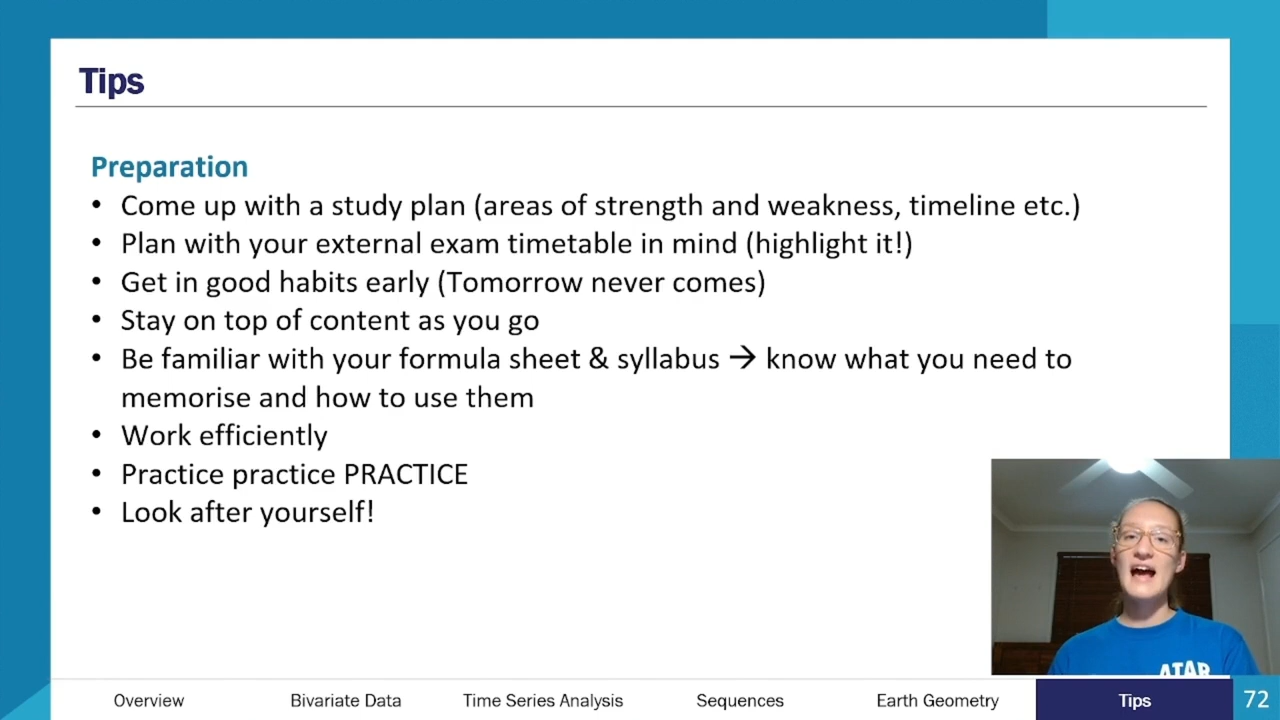 Tips
Preparation
• Come up with a study plan (areas of strength and weakness, timeline etc.)
• Plan with your external exam timetable in mind (highlight it!)
• Get in good habits early (Tomorrow never comes)
• Stay on top of content as you go
• Be familiar with your formula sheet & syllabus → know what you need to
memorise and how to use them
• Work efficiently
• Practice practice PRACTICE
• Look after yourself!
ATAR
Overview Bivariate Data Time Series Analysis Sequences Earth Geometry Tips 72